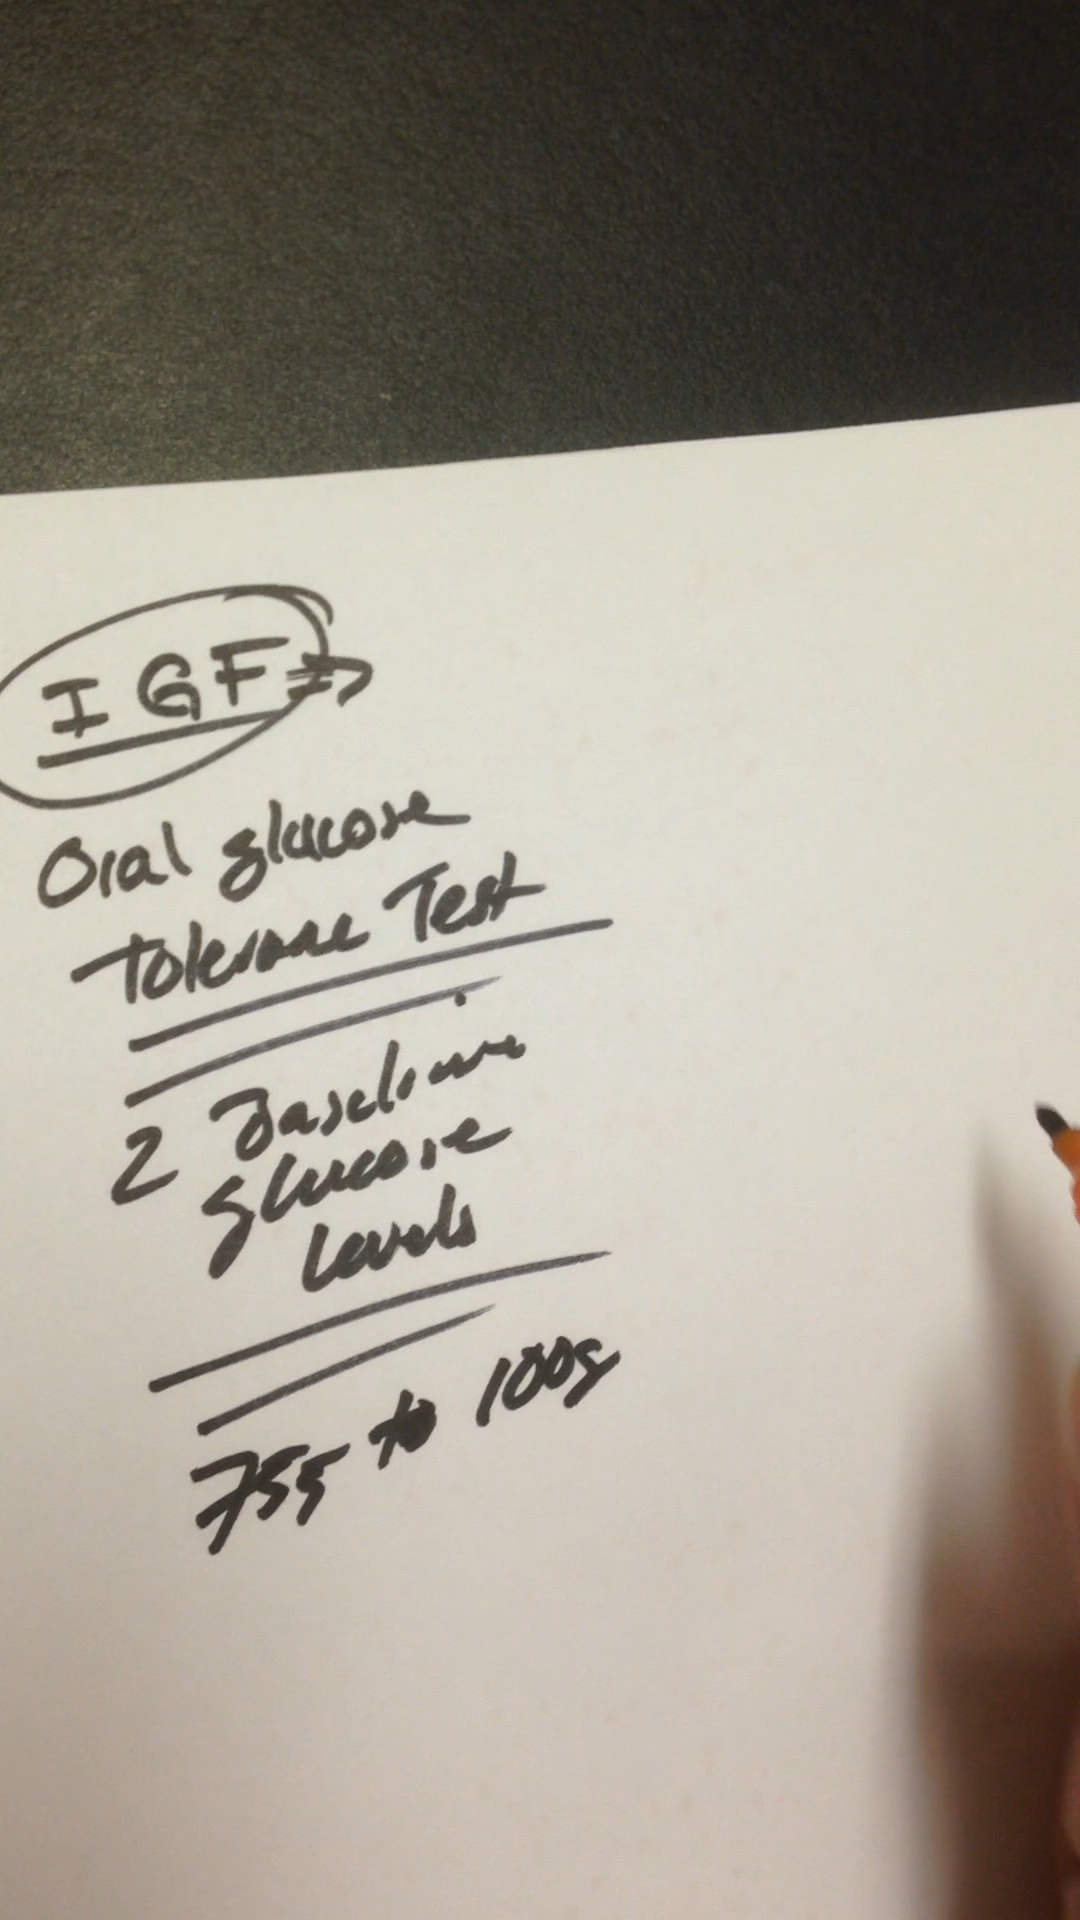 IGF →
Oral glucose
tolerance Test
2 Baseline
glucose
levels
75g to 100g